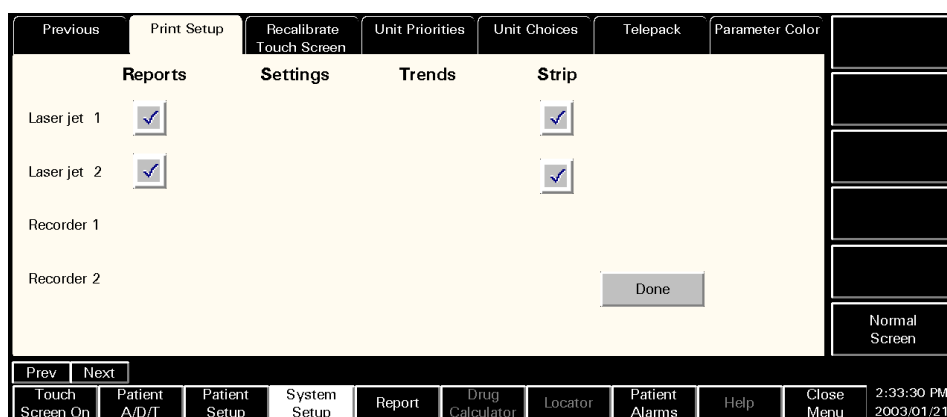 Previous
Print Setup
Recalibrate
Touch Screen
Unit Priorities
Unit Choices
Telepack
Parameter Color
Reports Settings Trends Strip
Laser jet 1
Laser jet 2
Recorder 1
Recorder 2
Done
Normal
Screen
Prev Next
Touch
Screen On
Patient
A/D/T
Patient
Setup
System
Setup
Report
Drug
Calculator
Locator
Patient
Alarms
Help
Close
Menu
2:33:30 PM
2003/01/21